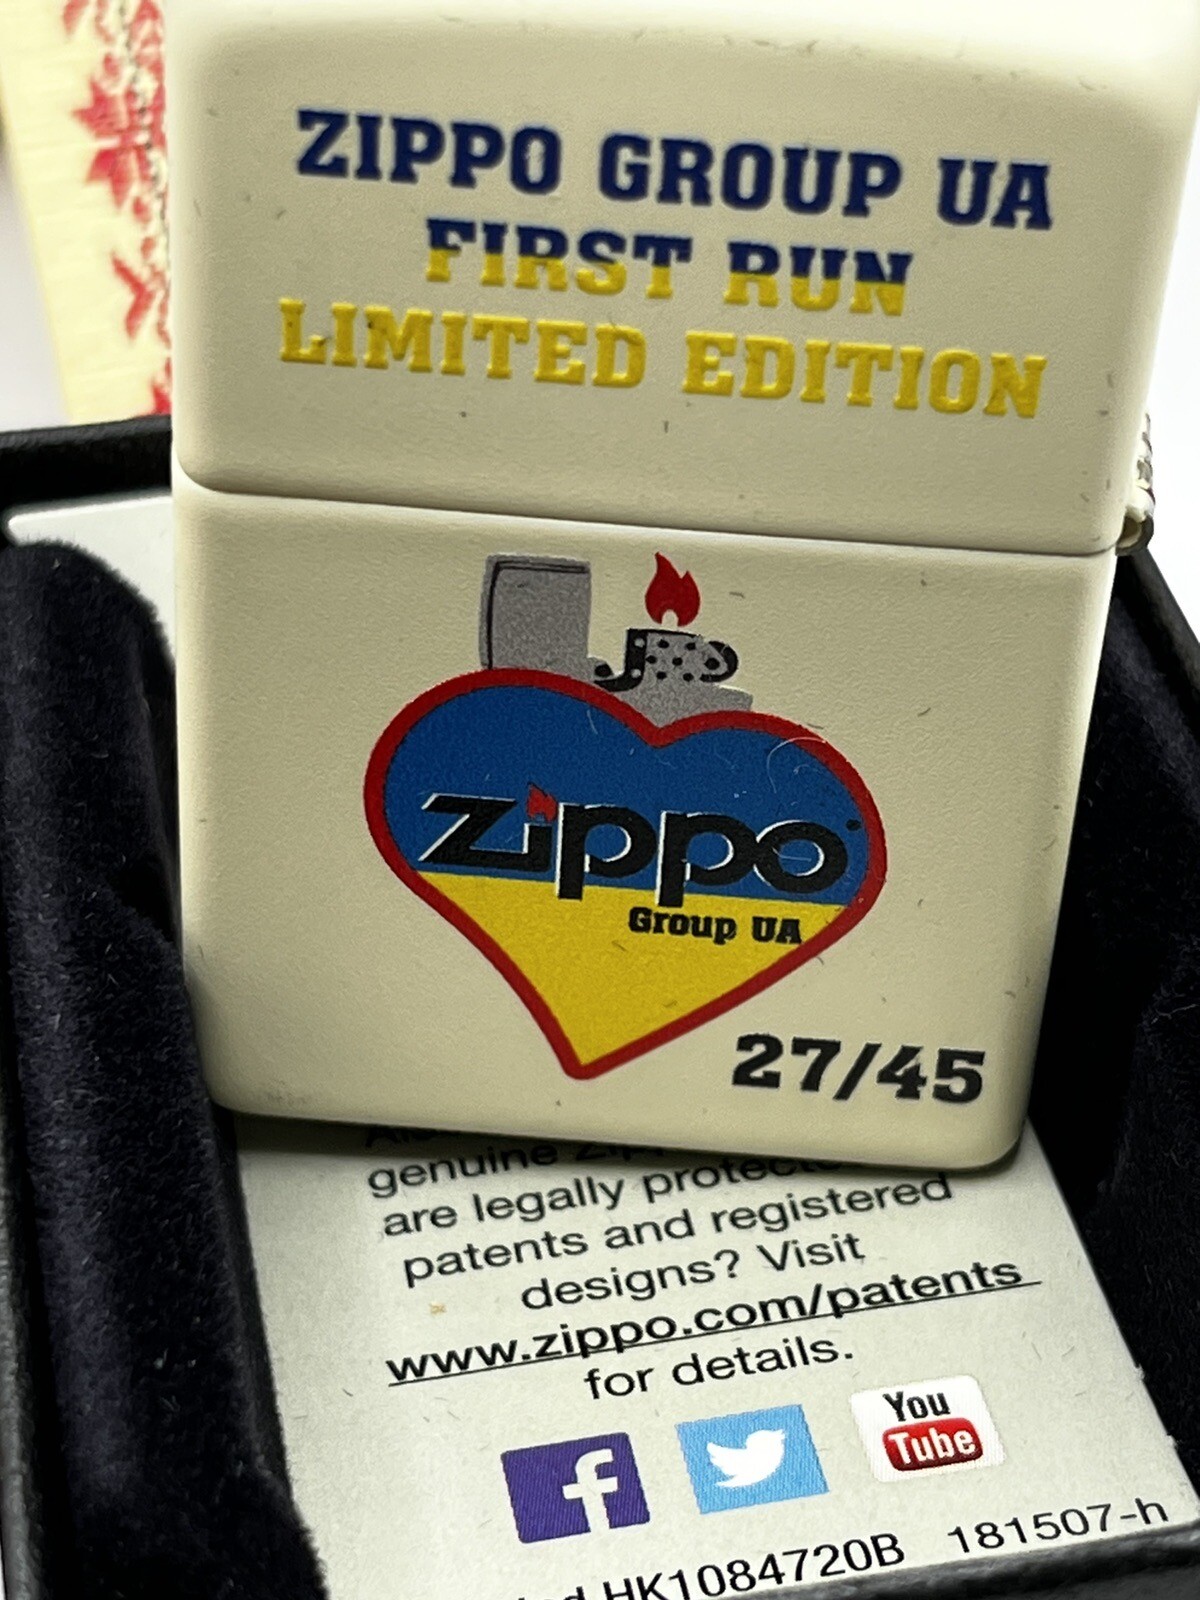 ZIPPO GROUP UA
FIRST RUN
LIMITED EDITION
zippo
Group UA
27/45
genuine
are legally
patents and registered
designs? Visit
www.zippo.com/patents
for details.
f
You
Tube
HK1084720B 181507-h